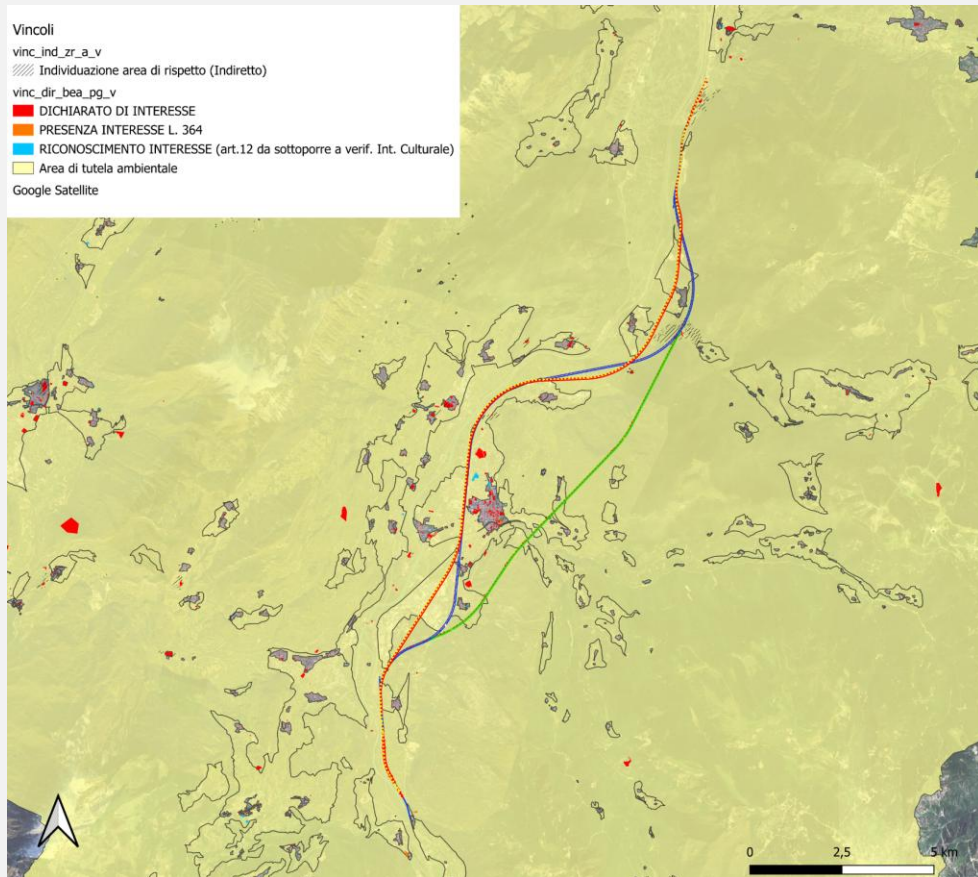 Vincoli
vinc_ind_zr_a_v
Individuazione area di rispetto (Indiretto)
vinc_dir_bea_pg_v
DICHIARATO DI INTERESSE
PRESENZA INTERESSE L. 364
RICONOSCIMENTO INTERESSE (art.12 da sottoporre a verif. Int. Culturale)
Area di tutela ambientale
Google Satellite
0 2,5 5 km